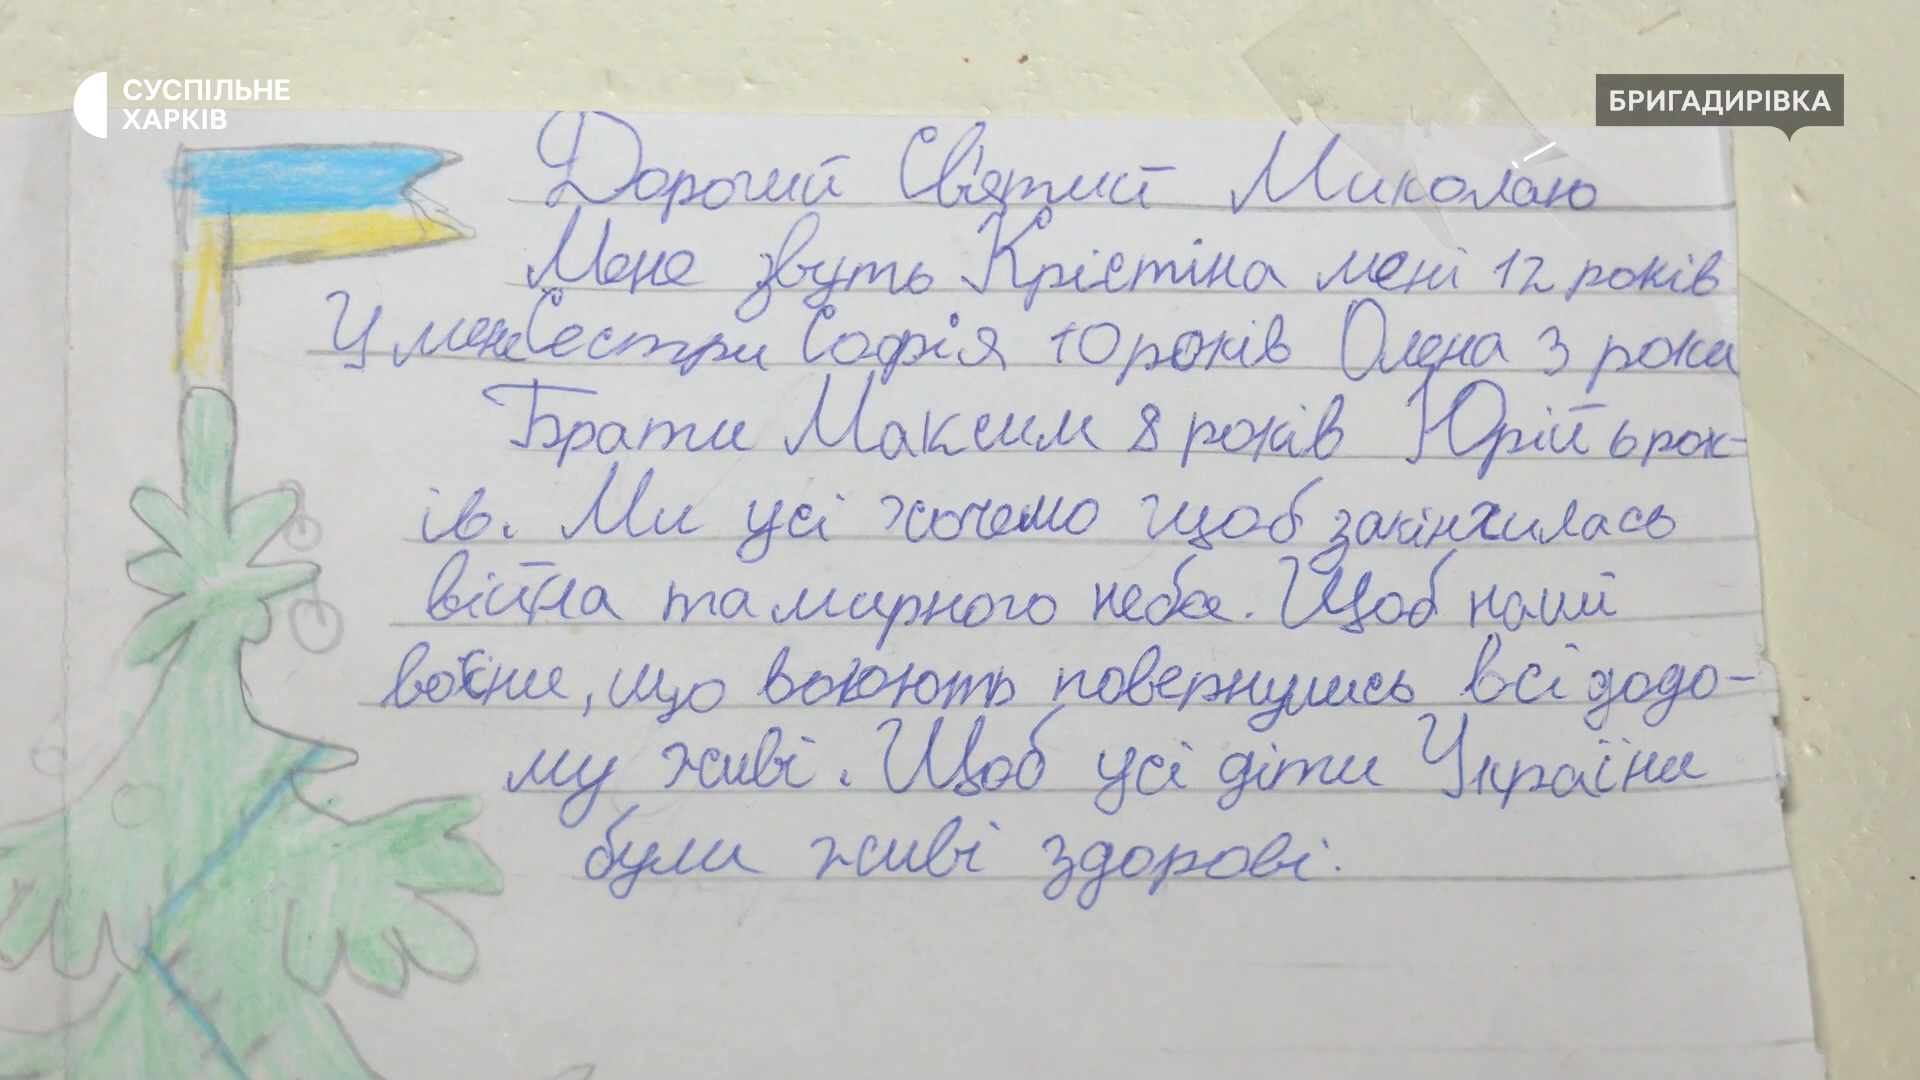 СУСПІЛЬНЕ
ХАРКІВ
БРИГАДИРІВКА
Дорогий Святий Миколаю
Мене звуть Крістіна мені 12 років
У мене Сестри Софія 10 років Олена 3 роки
Брати Максим 8 років Юрій 6 рок-
ів. Ми усі хочемо щоб закінчилась
війна та мирного неба. Щоб наші
воїни, що воюють повернулись всі додо-
му живі. Щоб усі діти України
були живі здорові.